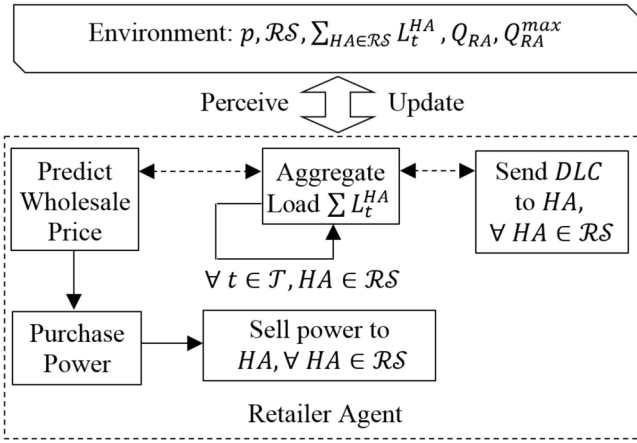 Environment: 𝑝, ℛ𝒮, ∑_{𝐻𝐴∈ℛ𝒮} 𝐿_𝑡^{𝐻𝐴}, 𝑄_{𝑅𝐴}, 𝑄_{𝑅𝐴}^{𝑚𝑎𝑥}
Perceive Update
Predict
Wholesale
Price
Aggregate
Load ∑ 𝐿_𝑡^{𝐻𝐴}
Send 𝐷𝐿𝐶
to 𝐻𝐴,
∀ 𝐻𝐴 ∈ ℛ𝒮
∀ 𝑡 ∈ 𝒯, 𝐻𝐴 ∈ ℛ𝒮
Purchase
Power
Sell power to
𝐻𝐴, ∀ 𝐻𝐴 ∈ ℛ𝒮
Retailer Agent